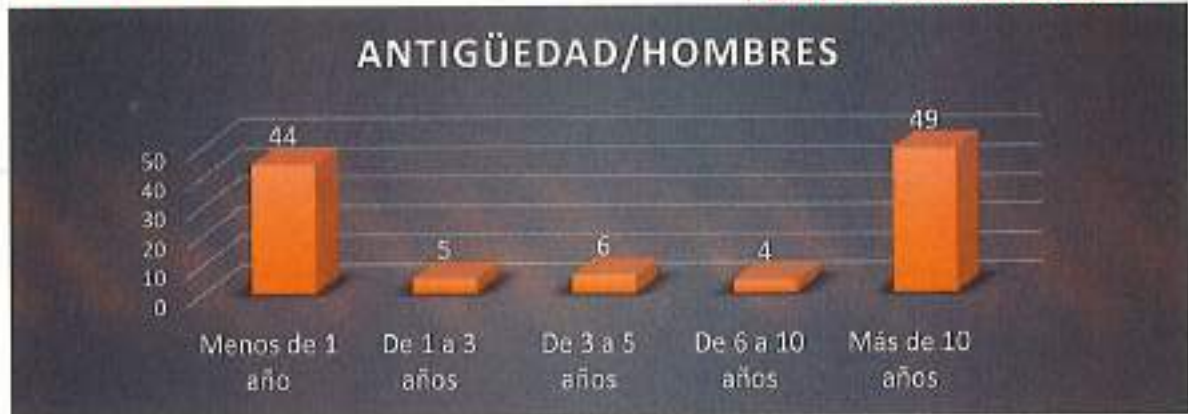 ANTIGÜEDAD/HOMBRES
44
49
50
40
30
20
10
0
5
6
4
Menos de 1 año
De 1 a 3 años
De 3 a 5 años
De 6 a 10 años
Más de 10 años